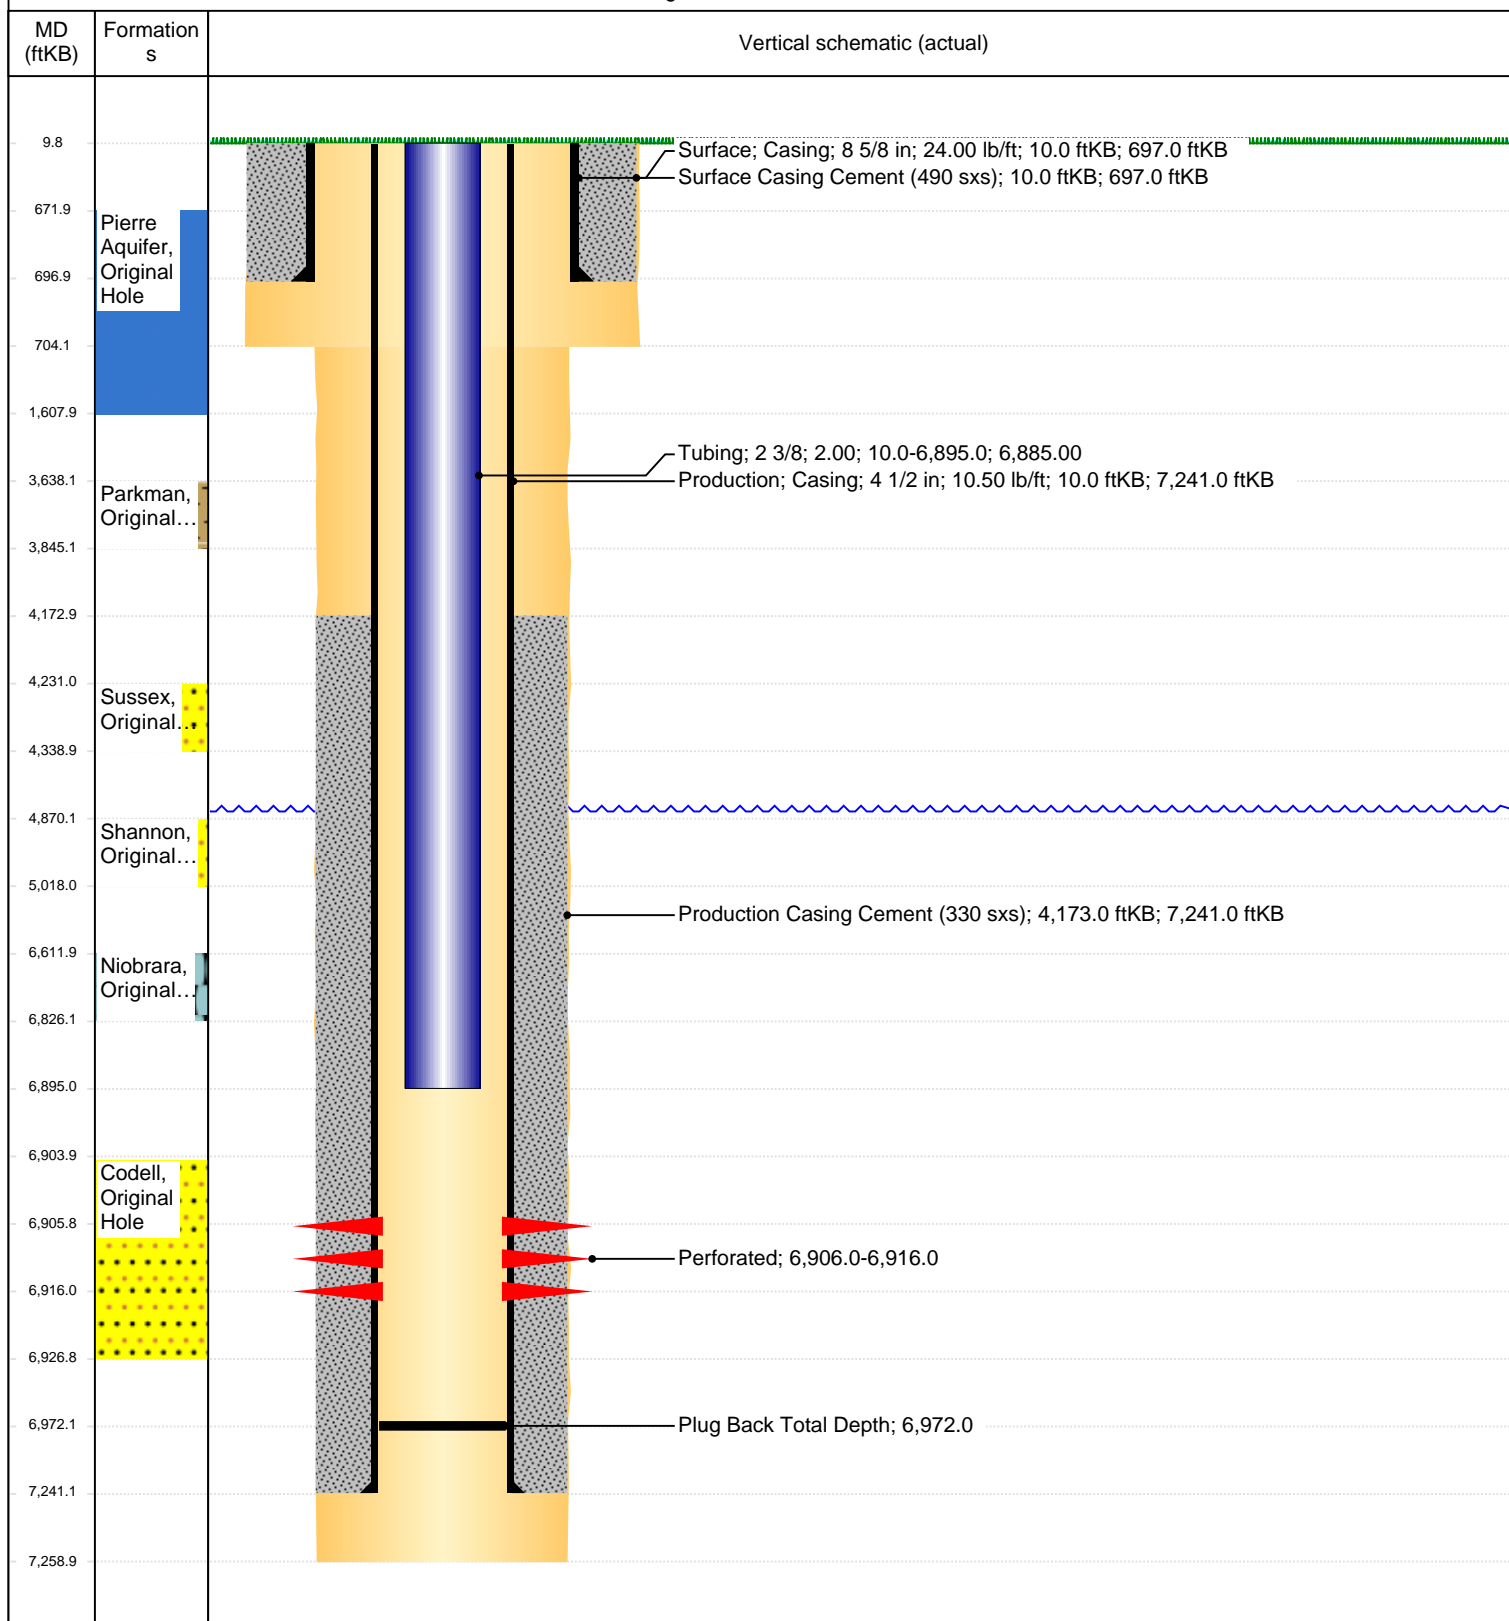 MD
(ftKB)
Formation
s
Vertical schematic (actual)
9.8
Surface; Casing; 8 5/8 in; 24.00 lb/ft; 10.0 ftKB; 697.0 ftKB
Surface Casing Cement (490 sxs); 10.0 ftKB; 697.0 ftKB
671.9
Pierre
Aquifer,
Original
Hole
696.9
704.1
1,607.9
Tubing; 2 3/8; 2.00; 10.0-6,895.0; 6,885.00
3,638.1
Production; Casing; 4 1/2 in; 10.50 lb/ft; 10.0 ftKB; 7,241.0 ftKB
Parkman,
Original…
3,845.1
4,172.9
4,231.0
Sussex,
Original…
4,338.9
4,870.1
Shannon,
Original…
5,018.0
Production Casing Cement (330 sxs); 4,173.0 ftKB; 7,241.0 ftKB
6,611.9
Niobrara,
Original…
6,826.1
6,895.0
6,903.9
Codell,
Original
Hole
6,905.8
Perforated; 6,906.0-6,916.0
6,916.0
6,926.8
6,972.1
Plug Back Total Depth; 6,972.0
7,241.1
7,258.9